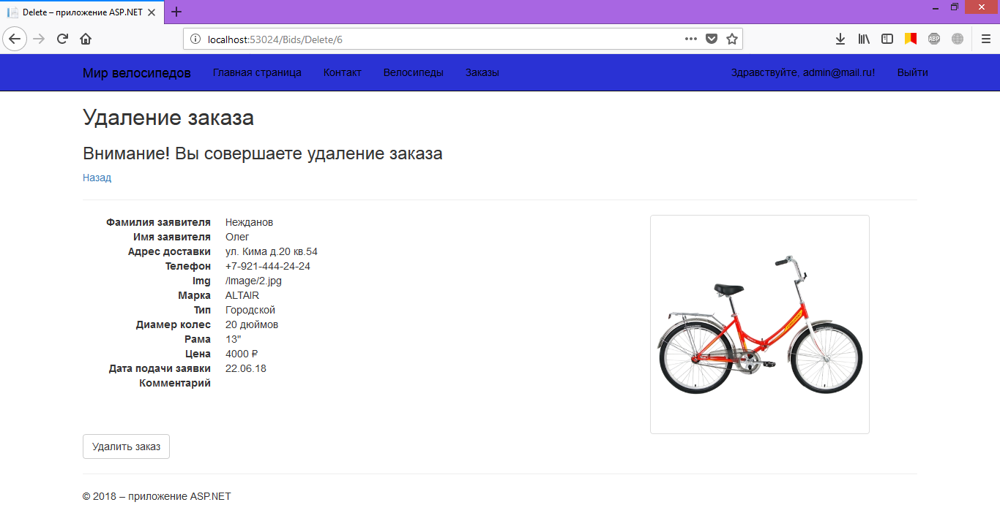 Delete – приложение ASP.NET
localhost:53024/Bids/Delete/6
ABP
Мир велосипедов Главная страница Контакт Велосипеды Заказы Здравствуйте, admin@mail.ru! Выйти
Удаление заказа
Внимание! Вы совершаете удаление заказа
Назад
Фамилия заявителя Нежданов
Имя заявителя Олег
Адрес доставки ул. Кима д.20 кв.54
Телефон +7-921-444-24-24
Img /Image/2.jpg
Марка ALTAIR
Тип Городской
Диамер колес 20 дюймов
Рама 13"
Цена 4000 ₽
Дата подачи заявки 22.06.18
Комментарий
Удалить заказ
© 2018 – приложение ASP.NET